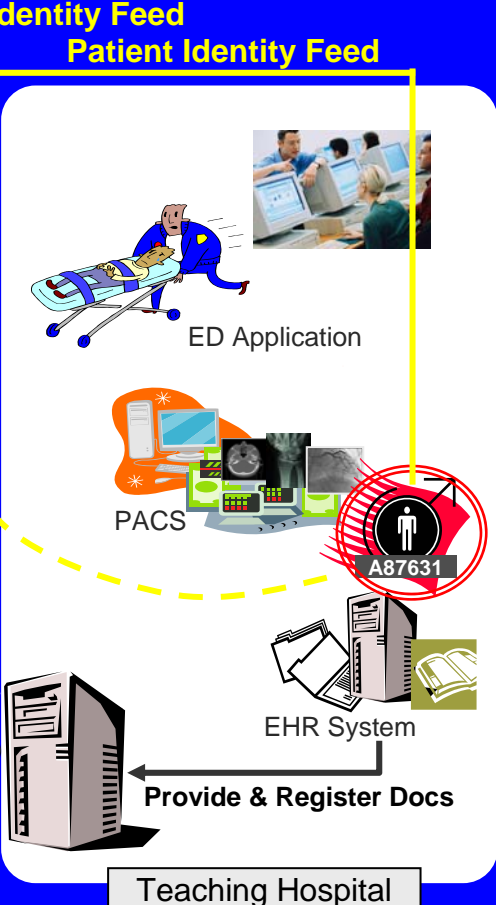 dentity Feed
Patient Identity Feed
ED Application
PACS
A87631
EHR System
Provide & Register Docs
Teaching Hospital